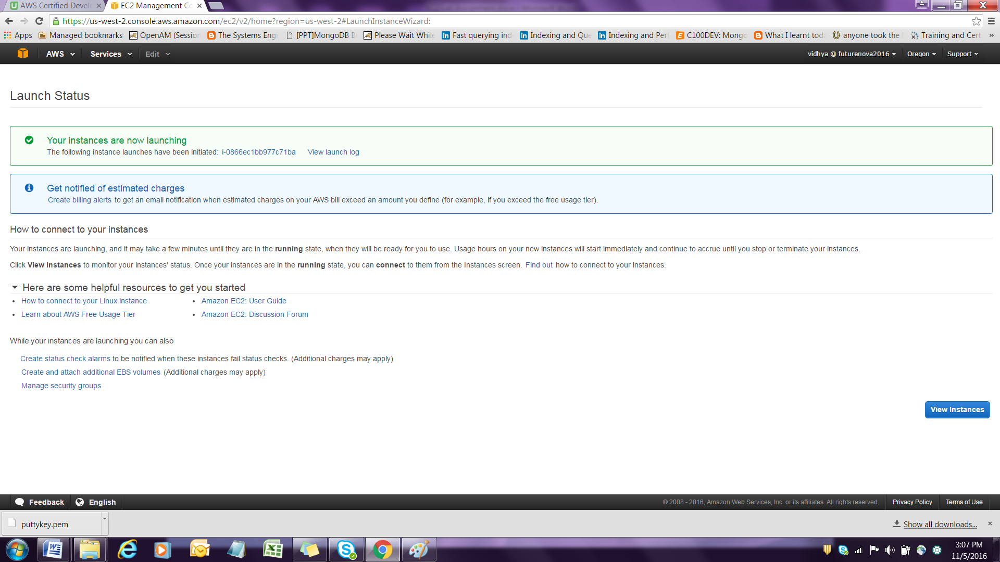 AWS Certified Devel
EC2 Management Co
https://us-west-2.console.aws.amazon.com/ec2/v2/home?region=us-west-2#LaunchInstanceWizard:
Apps Managed bookmarks OpenAM (Session The Systems Engi [PPT]MongoDB B Please Wait While Fast querying ind Indexing and Que Indexing and Perf C100DEV: Mongo What I learnt tod anyone took the Training and Cert »
AWS Services Edit vidhya @ futurenova2016 Oregon Support
Launch Status
Your instances are now launching
The following instance launches have been initiated: i-0866ec1bb977c71ba View launch log
Get notified of estimated charges
Create billing alerts to get an email notification when estimated charges on your AWS bill exceed an amount you define (for example, if you exceed the free usage tier).
How to connect to your instances
Your instances are launching, and it may take a few minutes until they are in the running state, when they will be ready for you to use. Usage hours on your new instances will start immediately and continue to accrue until you stop or terminate your instances.
Click View Instances to monitor your instances' status. Once your instances are in the running state, you can connect to them from the Instances screen. Find out how to connect to your instances.
Here are some helpful resources to get you started
• How to connect to your Linux instance • Amazon EC2: User Guide
• Learn about AWS Free Usage Tier • Amazon EC2: Discussion Forum
While your instances are launching you can also
Create status check alarms to be notified when these instances fail status checks. (Additional charges may apply)
Create and attach additional EBS volumes (Additional charges may apply)
Manage security groups
View Instances
Feedback English © 2008 - 2016, Amazon Web Services, Inc. or its affiliates. All rights reserved. Privacy Policy Terms of Use
puttykey.pem Show all downloads...
3:07 PM
11/5/2016